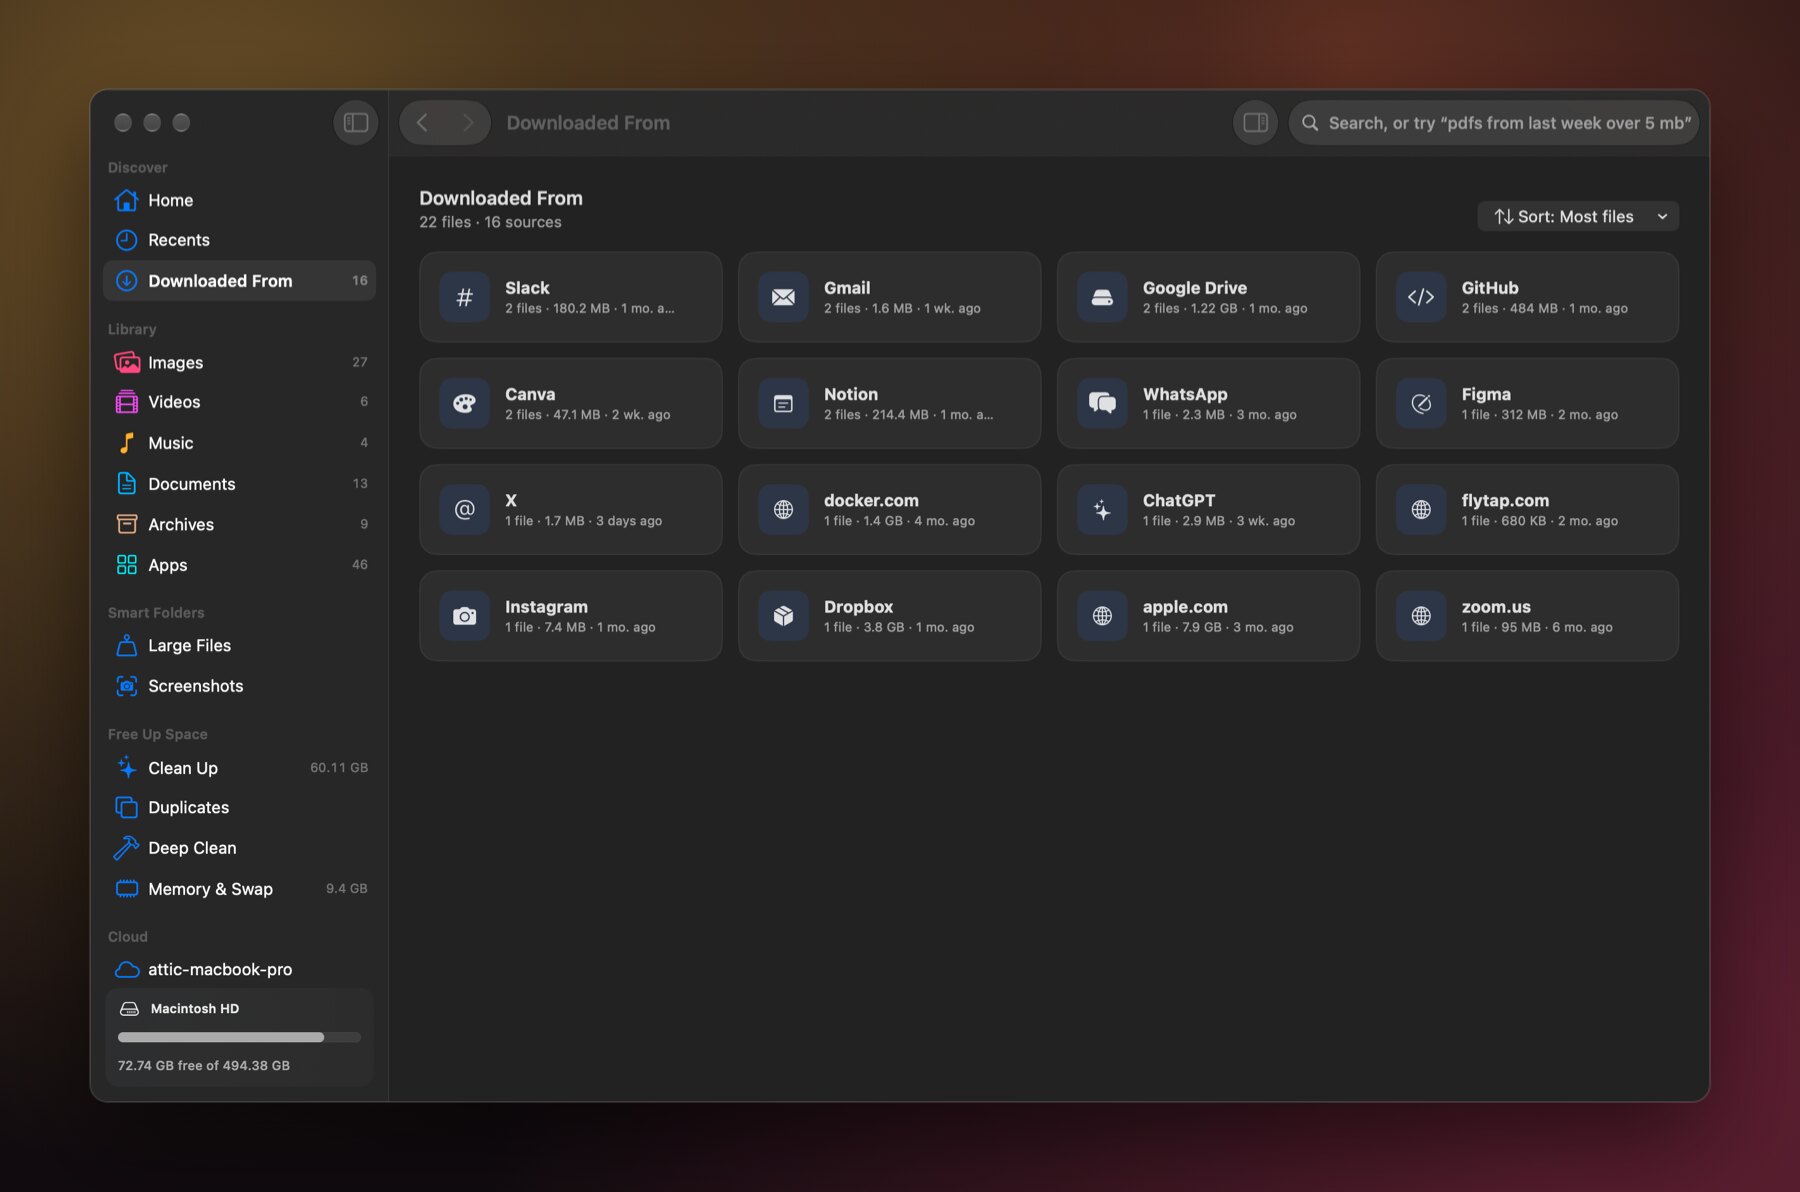 Discover
Home
Recents
Downloaded From 16
Library
Images 27
Videos 6
Music 4
Documents 13
Archives 9
Apps 46
Smart Folders
Large Files
Screenshots
Free Up Space
Clean Up 60.11 GB
Duplicates
Deep Clean
Memory & Swap 9.4 GB
Cloud
attic-macbook-pro
Macintosh HD
72.74 GB free of 494.38 GB
Downloaded From
Search, or try “pdfs from last week over 5 mb”
Downloaded From
22 files · 16 sources
Sort: Most files
Slack
2 files · 180.2 MB · 1 mo. a...
Gmail
2 files · 1.6 MB · 1 wk. ago
Google Drive
2 files · 1.22 GB · 1 mo. ago
GitHub
2 files · 484 MB · 1 mo. ago
Canva
2 files · 47.1 MB · 2 wk. ago
Notion
2 files · 214.4 MB · 1 mo. a...
WhatsApp
1 file · 2.3 MB · 3 mo. ago
Figma
1 file · 312 MB · 2 mo. ago
X
1 file · 1.7 MB · 3 days ago
docker.com
1 file · 1.4 GB · 4 mo. ago
ChatGPT
1 file · 2.9 MB · 3 wk. ago
flytap.com
1 file · 680 KB · 2 mo. ago
Instagram
1 file · 7.4 MB · 1 mo. ago
Dropbox
1 file · 3.8 GB · 1 mo. ago
apple.com
1 file · 7.9 GB · 3 mo. ago
zoom.us
1 file · 95 MB · 6 mo. ago